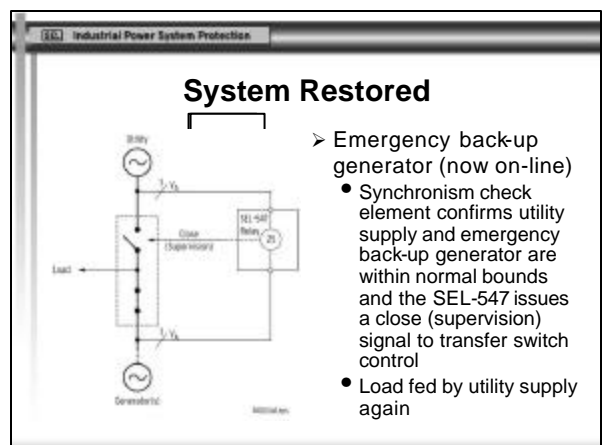 SEL Industrial Power System Protection
System Restored
Utility
SEL-547
Relay
Close
(Supervision)
25
Load
Generator(s)
➢ Emergency back-up
generator (now on-line)
• Synchronism check
element confirms utility
supply and emergency
back-up generator are
within normal bounds
and the SEL-547 issues
a close (supervision)
signal to transfer switch
control
• Load fed by utility supply
again